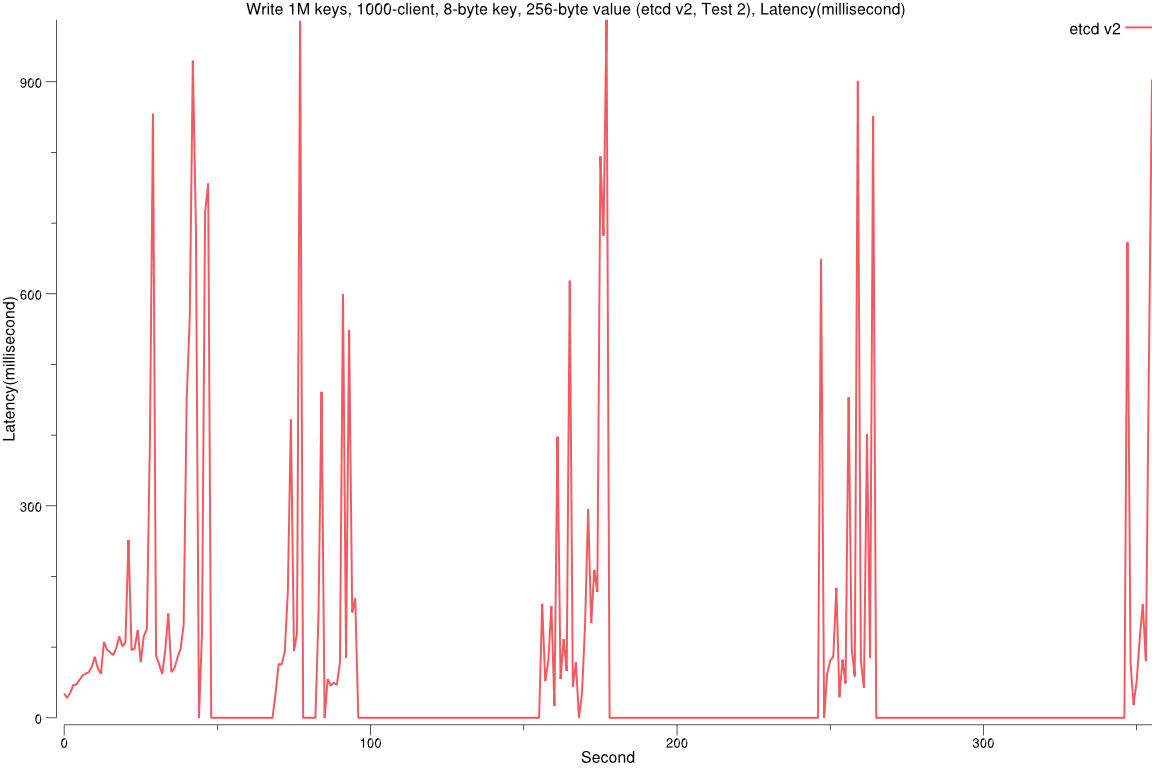 Write 1M keys, 1000-client, 8-byte key, 256-byte value (etcd v2, Test 2), Latency(millisecond)
etcd v2
900
600
300
0
Latency(millisecond)
0 100 200 300
Second